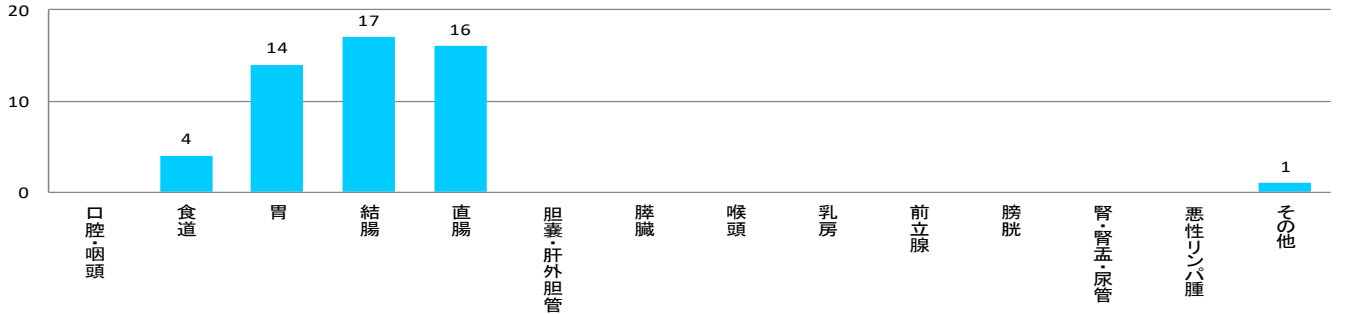 20
10
0
4
14
17
16
1
口腔・咽頭
食道
胃
結腸
直腸
胆嚢・肝外胆管
膵臓
喉頭
乳房
前立腺
膀胱
腎・腎盂・尿管
悪性リンパ腫
その他